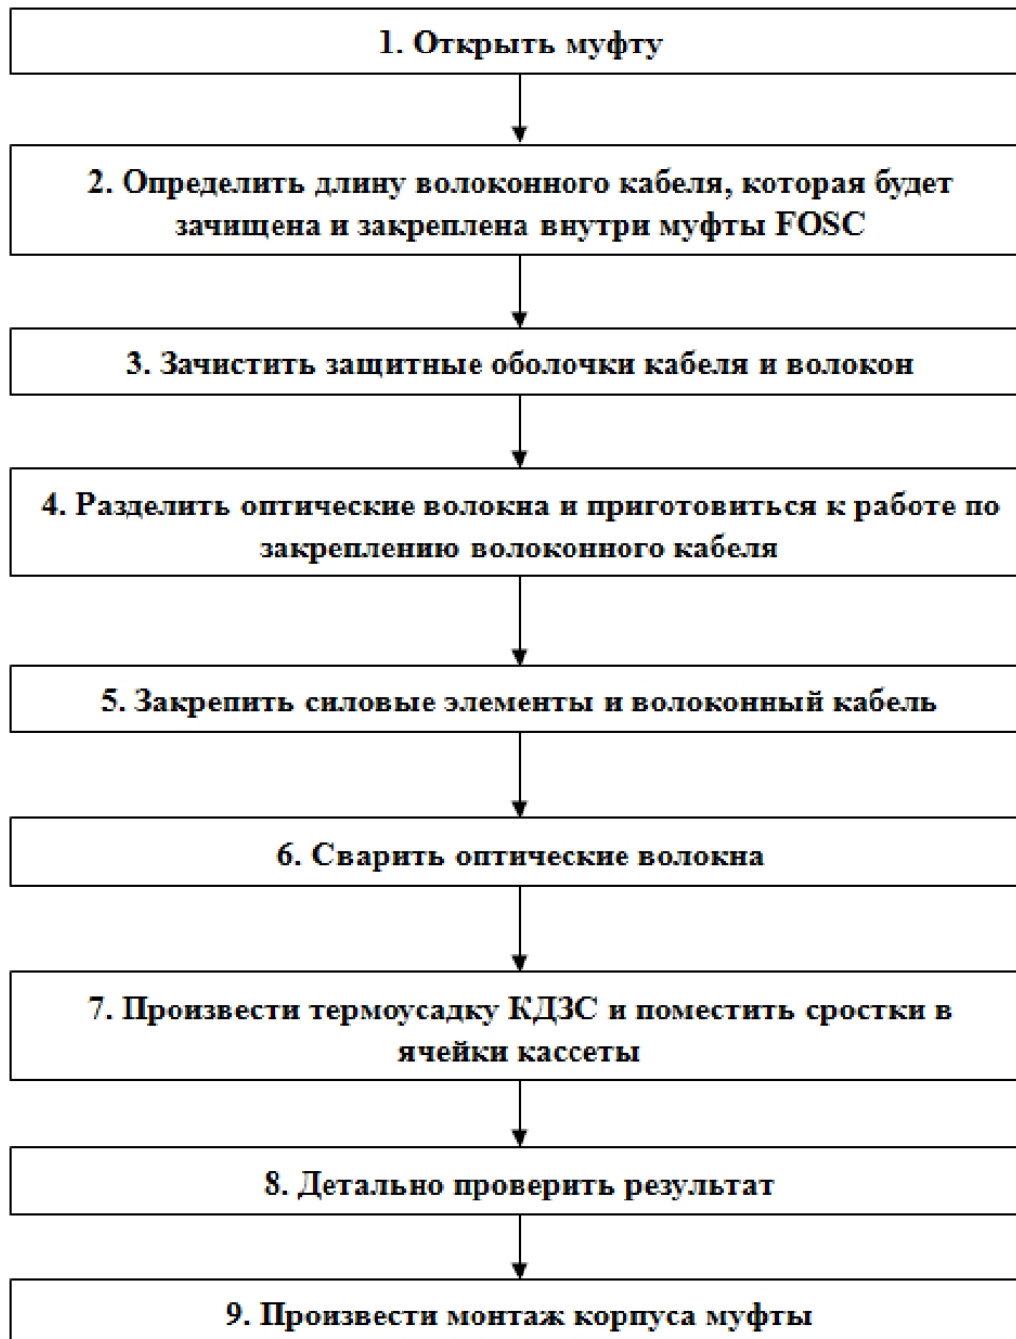 1. Открыть муфту
2. Определить длину волоконного кабеля, которая будет
зачищена и закреплена внутри муфты FOSC
3. Зачистить защитные оболочки кабеля и волокон
4. Разделить оптические волокна и приготовиться к работе по
закреплению волоконного кабеля
5. Закрепить силовые элементы и волоконный кабель
6. Сварить оптические волокна
7. Произвести термоусадку КДЗС и поместить сростки в
ячейки кассеты
8. Детально проверить результат
9. Произвести монтаж корпуса муфты